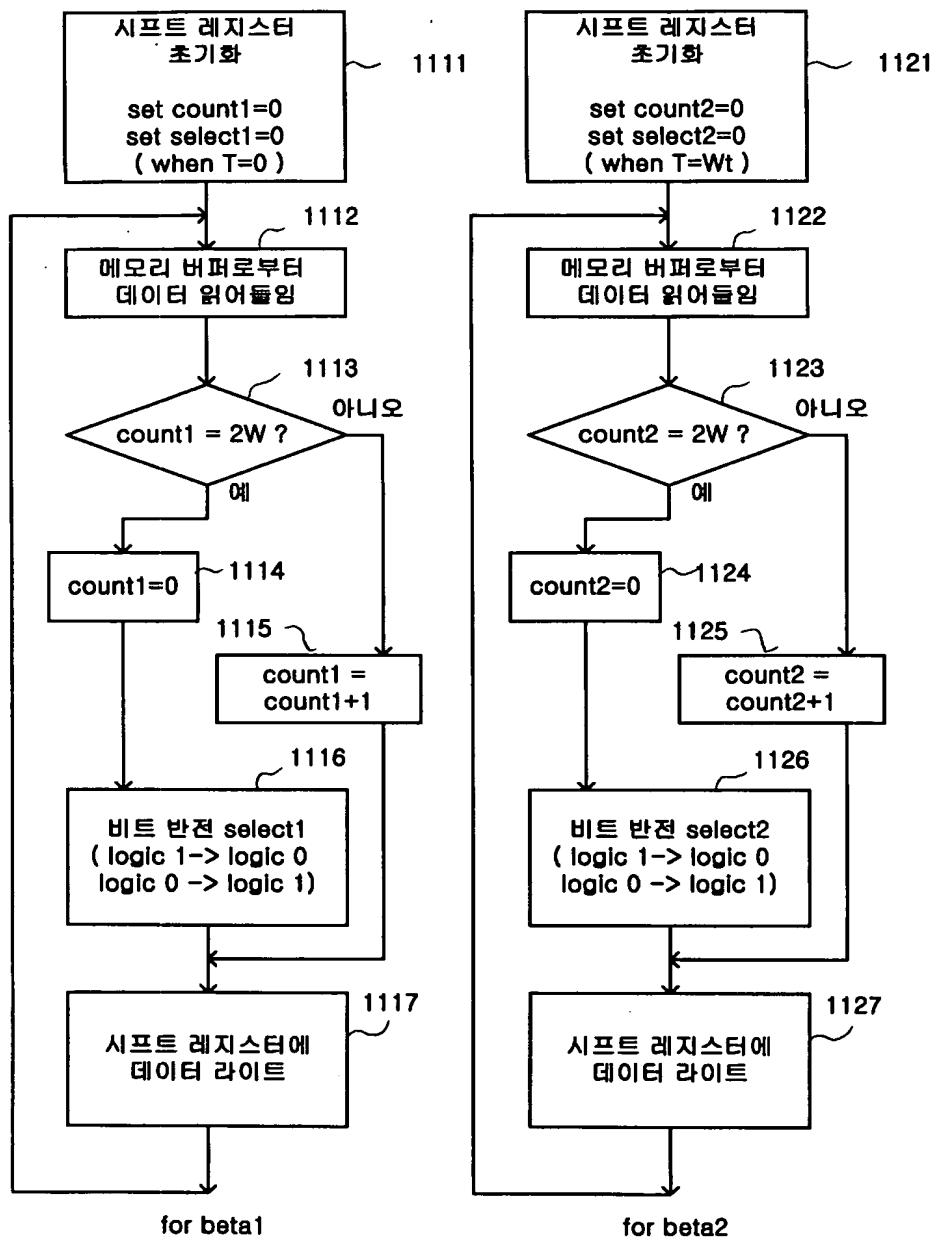 시프트 레지스터
초기화
set count1=0
set select1=0
( when T=0 )
1111
1112
메모리 버퍼로부터
데이터 읽어들임
1113
count1 = 2W ?
아니오
예
count1=0
1114
1115
count1 =
count1+1
1116
비트 반전 select1
( logic 1-> logic 0
logic 0 -> logic 1)
1117
시프트 레지스터에
데이터 라이트
for beta1
시프트 레지스터
초기화
set count2=0
set select2=0
( when T=Wt )
1121
1122
메모리 버퍼로부터
데이터 읽어들임
1123
count2 = 2W ?
아니오
예
count2=0
1124
1125
count2 =
count2+1
1126
비트 반전 select2
( logic 1-> logic 0
logic 0 -> logic 1)
1127
시프트 레지스터에
데이터 라이트
for beta2